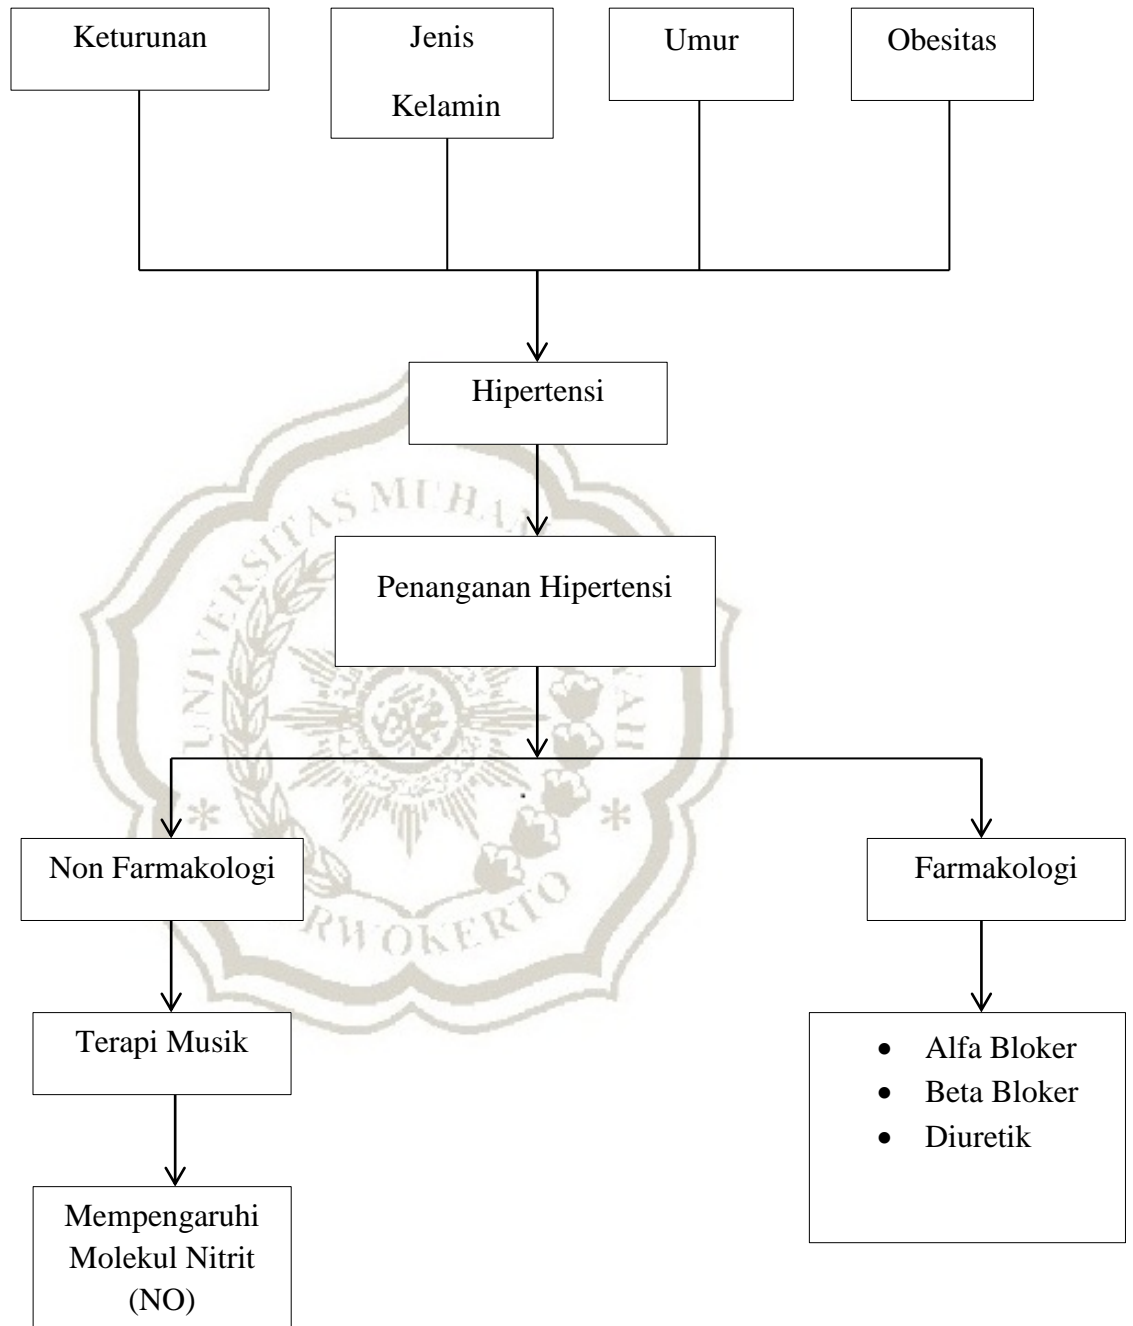 Keturunan
Jenis
Kelamin
Umur
Obesitas
Hipertensi
Penanganan Hipertensi
Non Farmakologi
Farmakologi
Terapi Musik
• Alfa Bloker
• Beta Bloker
• Diuretik
Mempengaruhi
Molekul Nitrit
(NO)